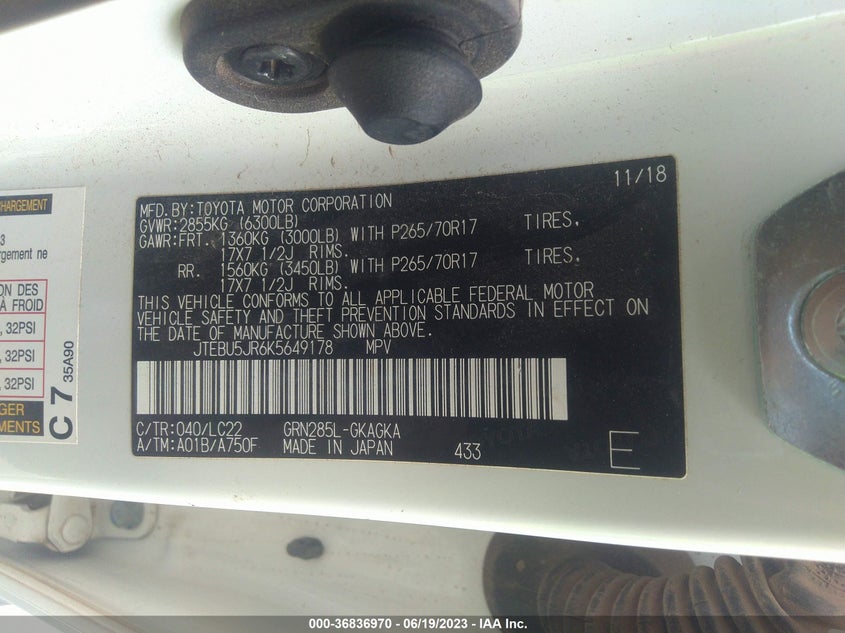 CHARGEMENT
3
argement ne
ON DES
À FROID
, 32PSI
, 32PSI
, 32PSI
GER
EMENTS
C 7 35A90
11/18
MFD.BY:TOYOTA MOTOR CORPORATION
GVWR:2855KG (6300LB)
GAWR:FRT. 1360KG (3000LB) WITH P265/70R17 TIRES,
17X7 1/2J RIMS.
RR. 1560KG (3450LB) WITH P265/70R17 TIRES,
17X7 1/2J RIMS.
THIS VEHICLE CONFORMS TO ALL APPLICABLE FEDERAL MOTOR
VEHICLE SAFETY AND THEFT PREVENTION STANDARDS IN EFFECT ON
THE DATE OF MANUFACTURE SHOWN ABOVE.
JTEBU5JR6K5649178 MPV
C/TR:040/LC22 GRN285L-GKAGKA
A/TM:A01B/A750F MADE IN JAPAN 433
E
000-36836970 - 06/19/2023 - IAA Inc.